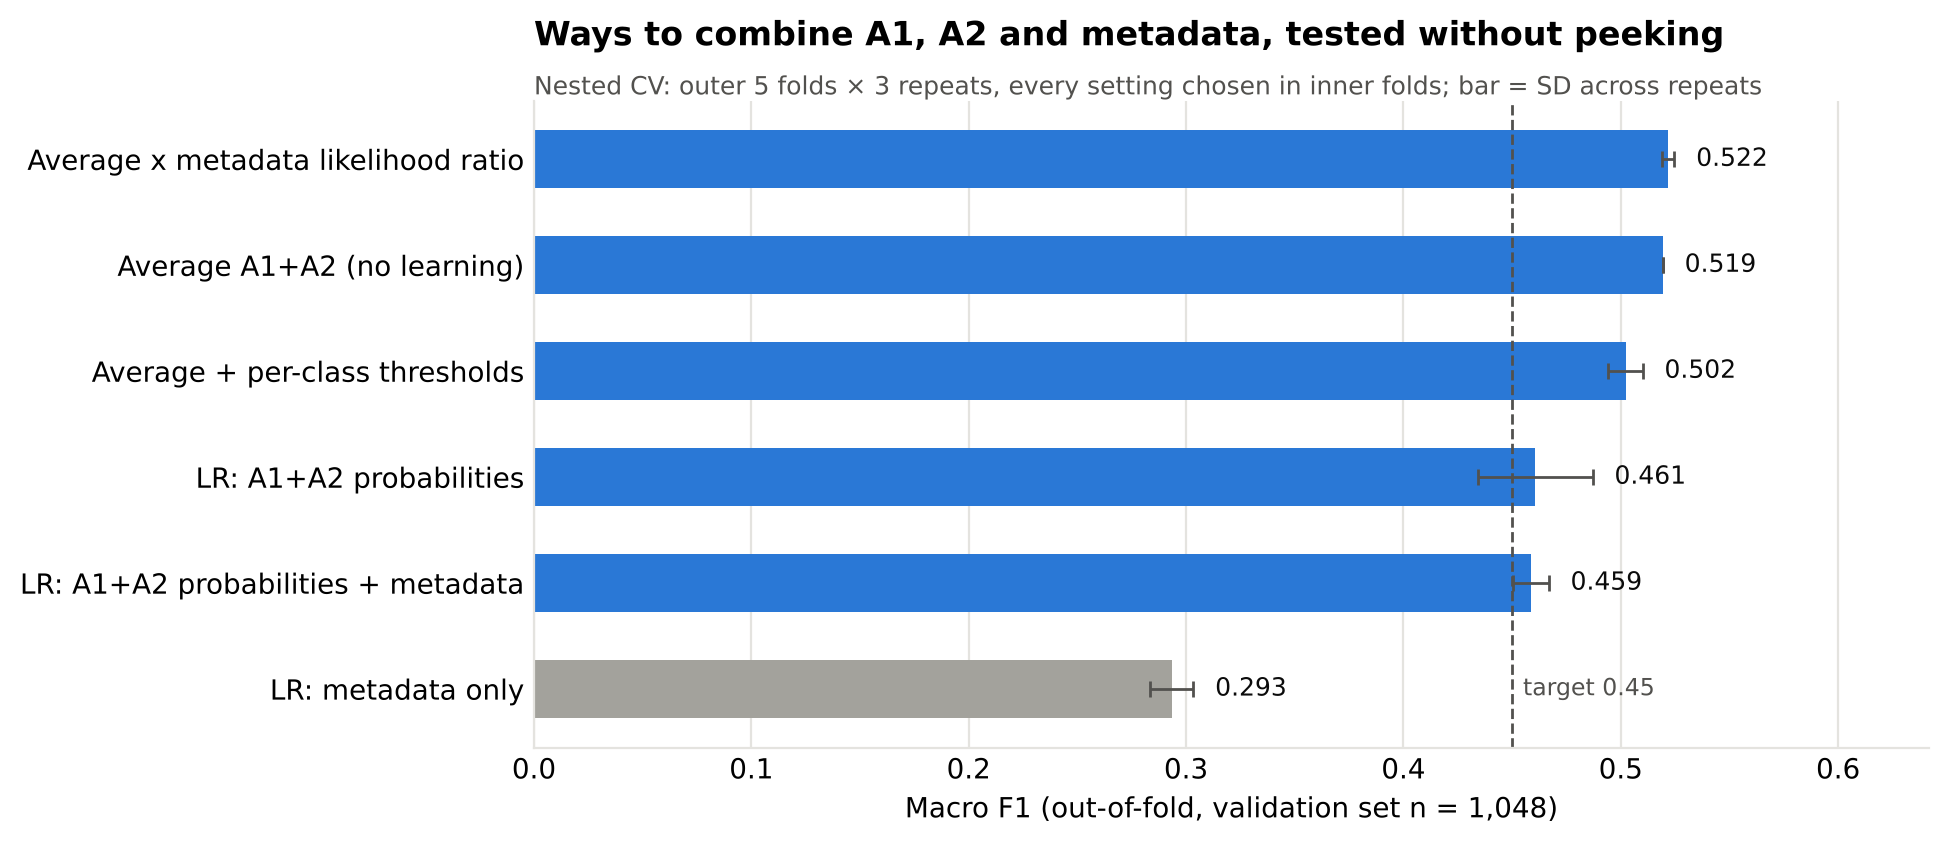 Ways to combine A1, A2 and metadata, tested without peeking
Nested CV: outer 5 folds × 3 repeats, every setting chosen in inner folds; bar = SD across repeats
Average x metadata likelihood ratio
0.522
Average A1+A2 (no learning)
0.519
Average + per-class thresholds
0.502
LR: A1+A2 probabilities
0.461
LR: A1+A2 probabilities + metadata
0.459
LR: metadata only
0.293
target 0.45
0.0 0.1 0.2 0.3 0.4 0.5 0.6
Macro F1 (out-of-fold, validation set n = 1,048)